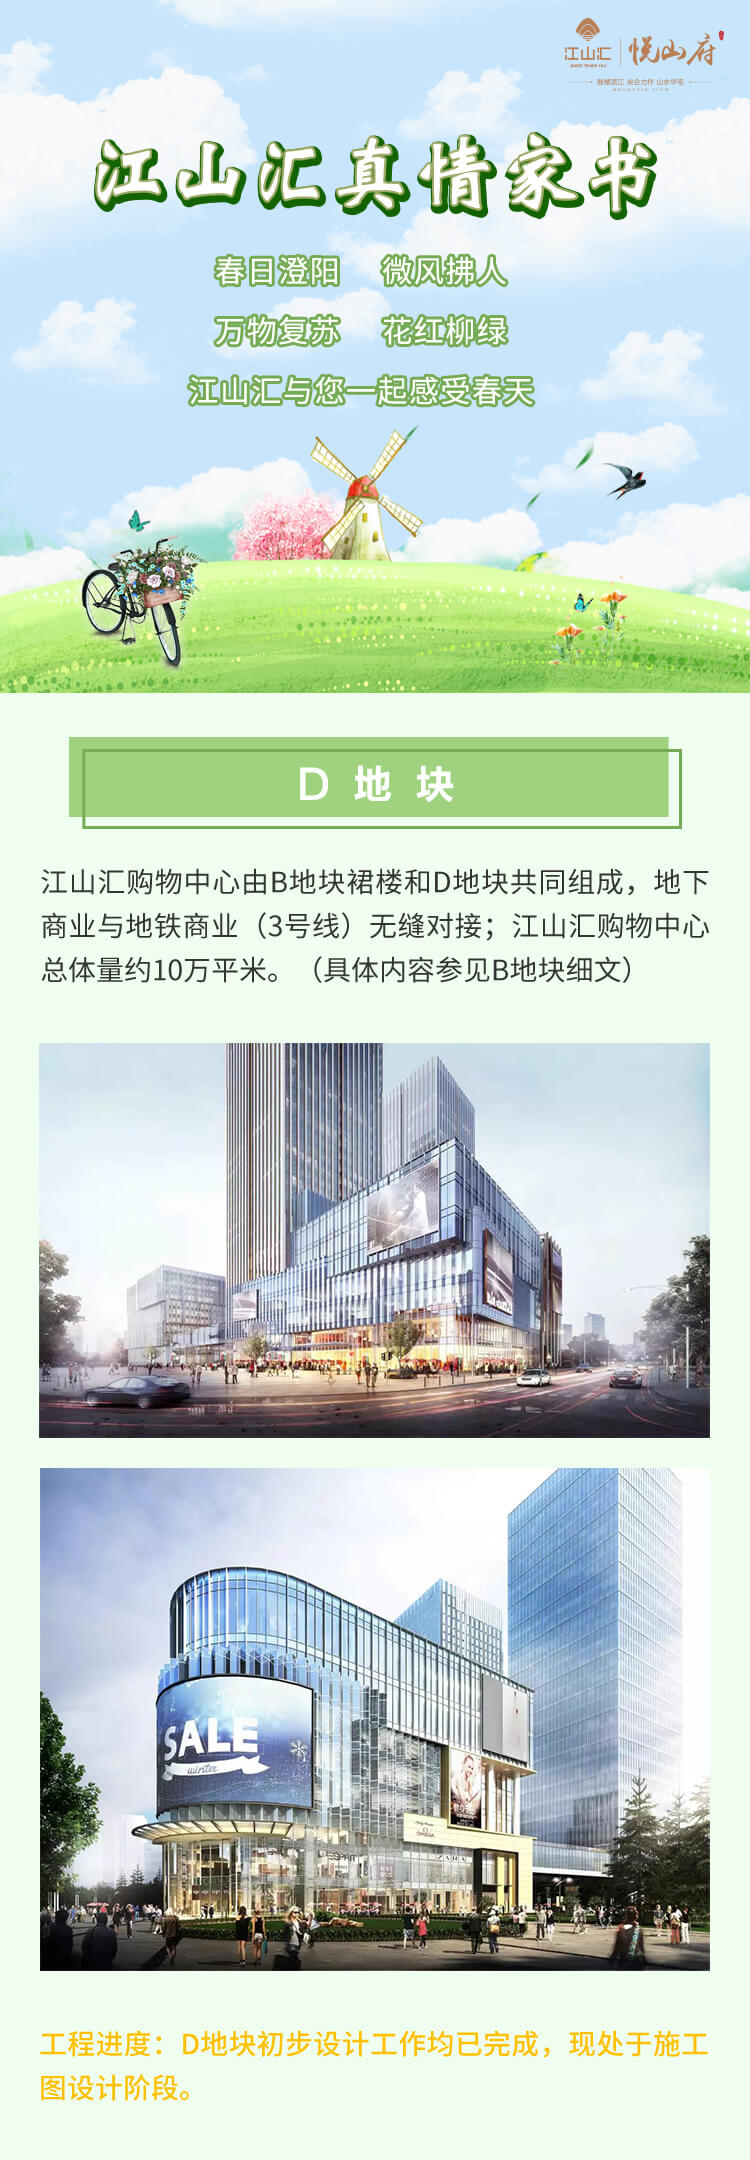 江山汇
JIANG SHAN HUI
悦山府
鼓楼滨江 央企力作 山水学宅
江山汇真情家书
春日澄阳 微风拂人
万物复苏 花红柳绿
江山汇与您一起感受春天
D 地 块
江山汇购物中心由B地块裙楼和D地块共同组成，地下
商业与地铁商业（3号线）无缝对接；江山汇购物中心
总体量约10万平米。（具体内容参见B地块细文）
SALE
winter
OMEGA
ZARA
工程进度：D地块初步设计工作均已完成，现处于施工
图设计阶段。